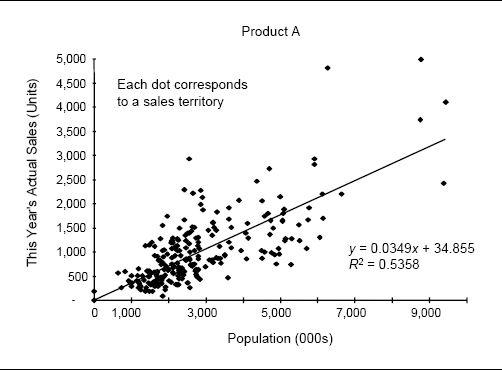 Product A
This Year's Actual Sales (Units)
5,000
4,500
4,000
3,500
3,000
2,500
2,000
1,500
1,000
500
-
Each dot corresponds
to a sales territory
y = 0.0349x + 34.855
R² = 0.5358
0 1,000 3,000 5,000 7,000 9,000
Population (000s)